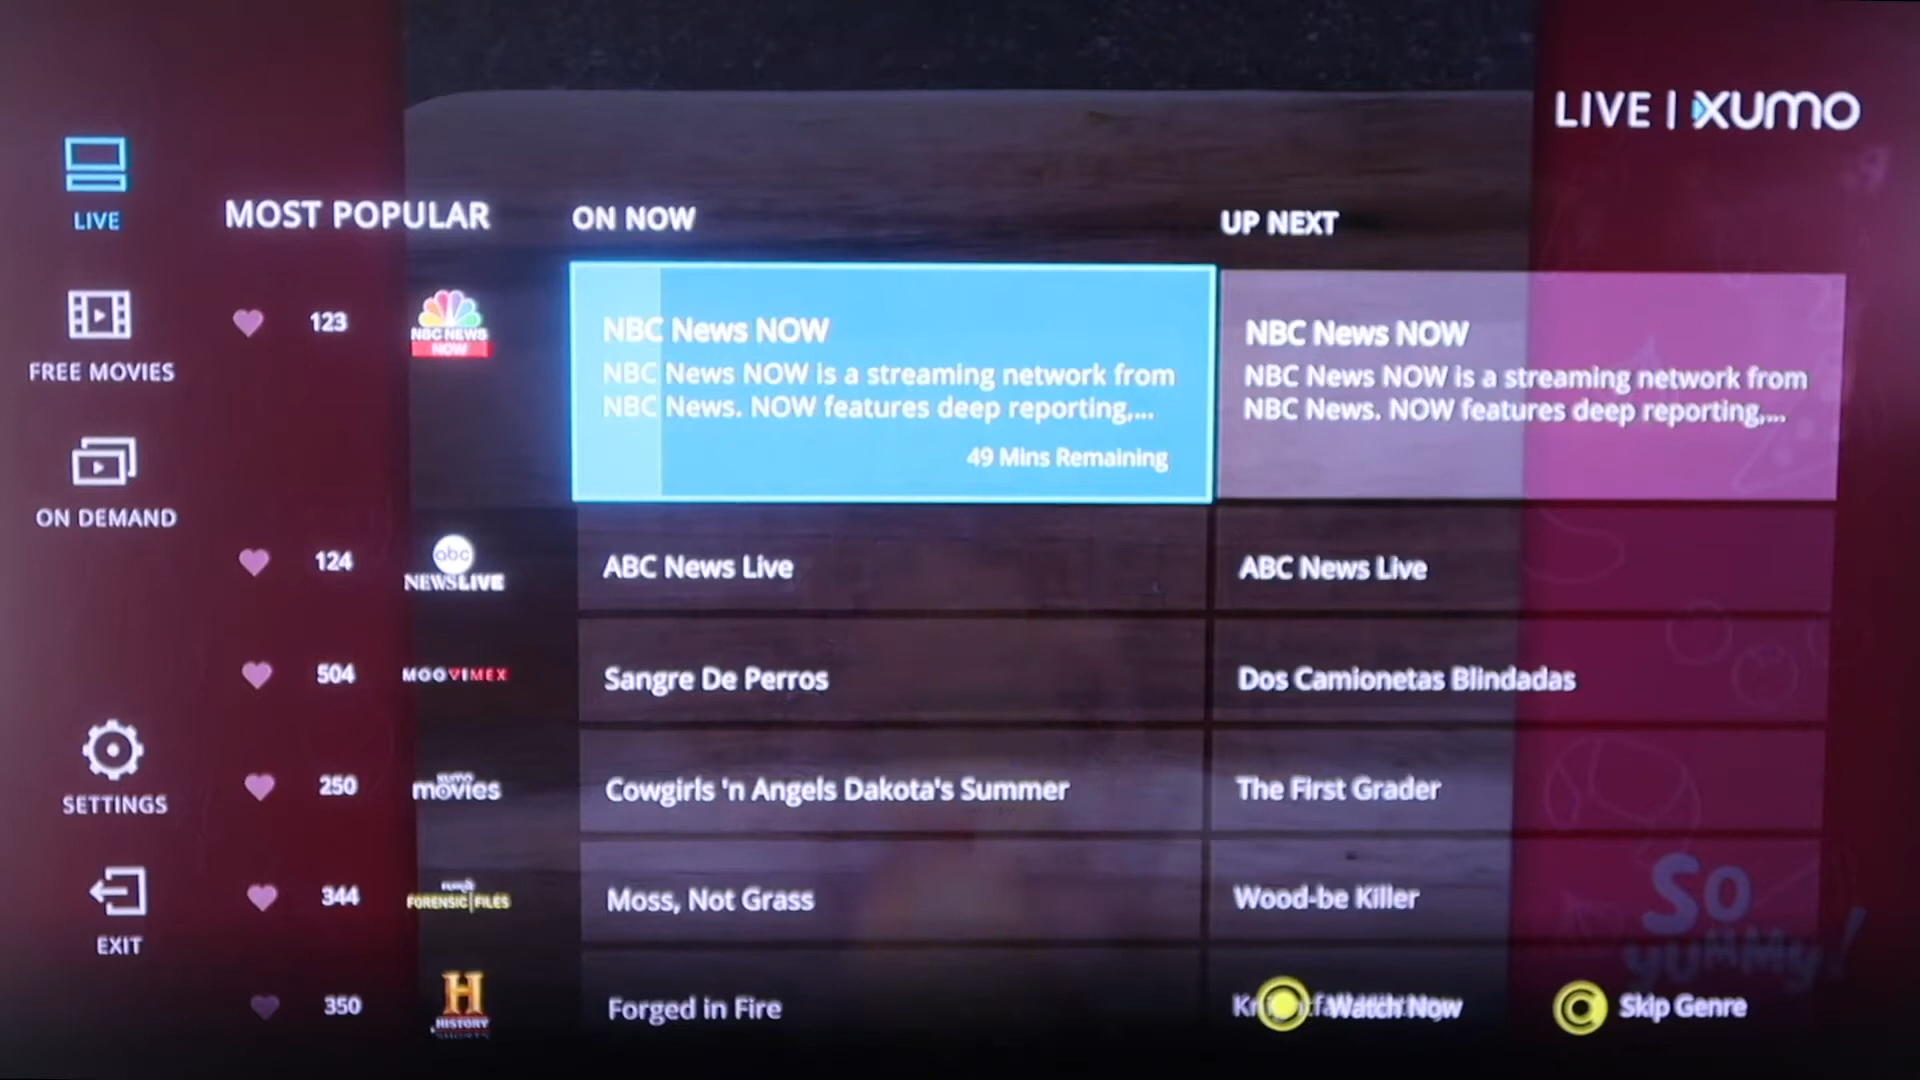 LIVE | XUMO
LIVE
FREE MOVIES
ON DEMAND
SETTINGS
EXIT
MOST POPULAR
ON NOW
UP NEXT
123
NBC NEWS
NOW
NBC News NOW
NBC News NOW is a streaming network from
NBC News. NOW features deep reporting,...
49 Mins Remaining
NBC News NOW
NBC News NOW is a streaming network from
NBC News. NOW features deep reporting,...
124
abc
NEWSLIVE
ABC News Live
ABC News Live
504
MOOVIMEX
Sangre De Perros
Dos Camionetas Blindadas
250
xumo
movies
Cowgirls 'n Angels Dakota's Summer
The First Grader
344
FORENSIC FILES
Moss, Not Grass
Wood-be Killer
350
H
HISTORY
Forged in Fire
Watch Now
Skip Genre
SO
YUMMY!